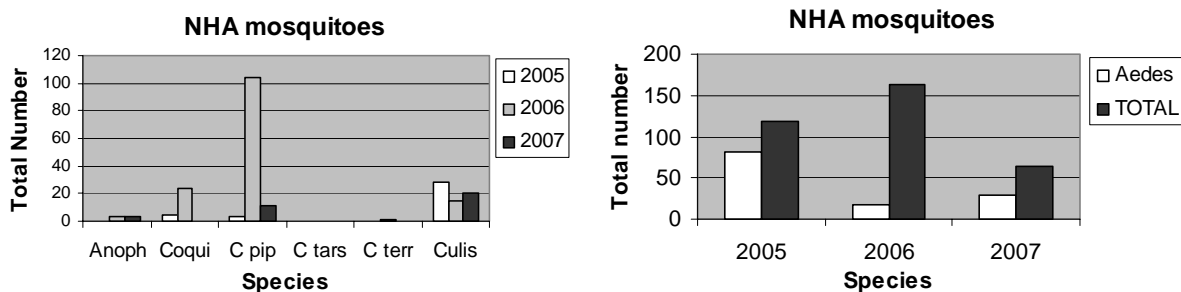 NHA mosquitoes
120
100
80
60
40
20
0
Total Number
Anoph Coqui C pip C tars C terr Culis
Species
2005
2006
2007
NHA mosquitoes
200
150
100
50
0
Total number
2005 2006 2007
Species
Aedes
TOTAL